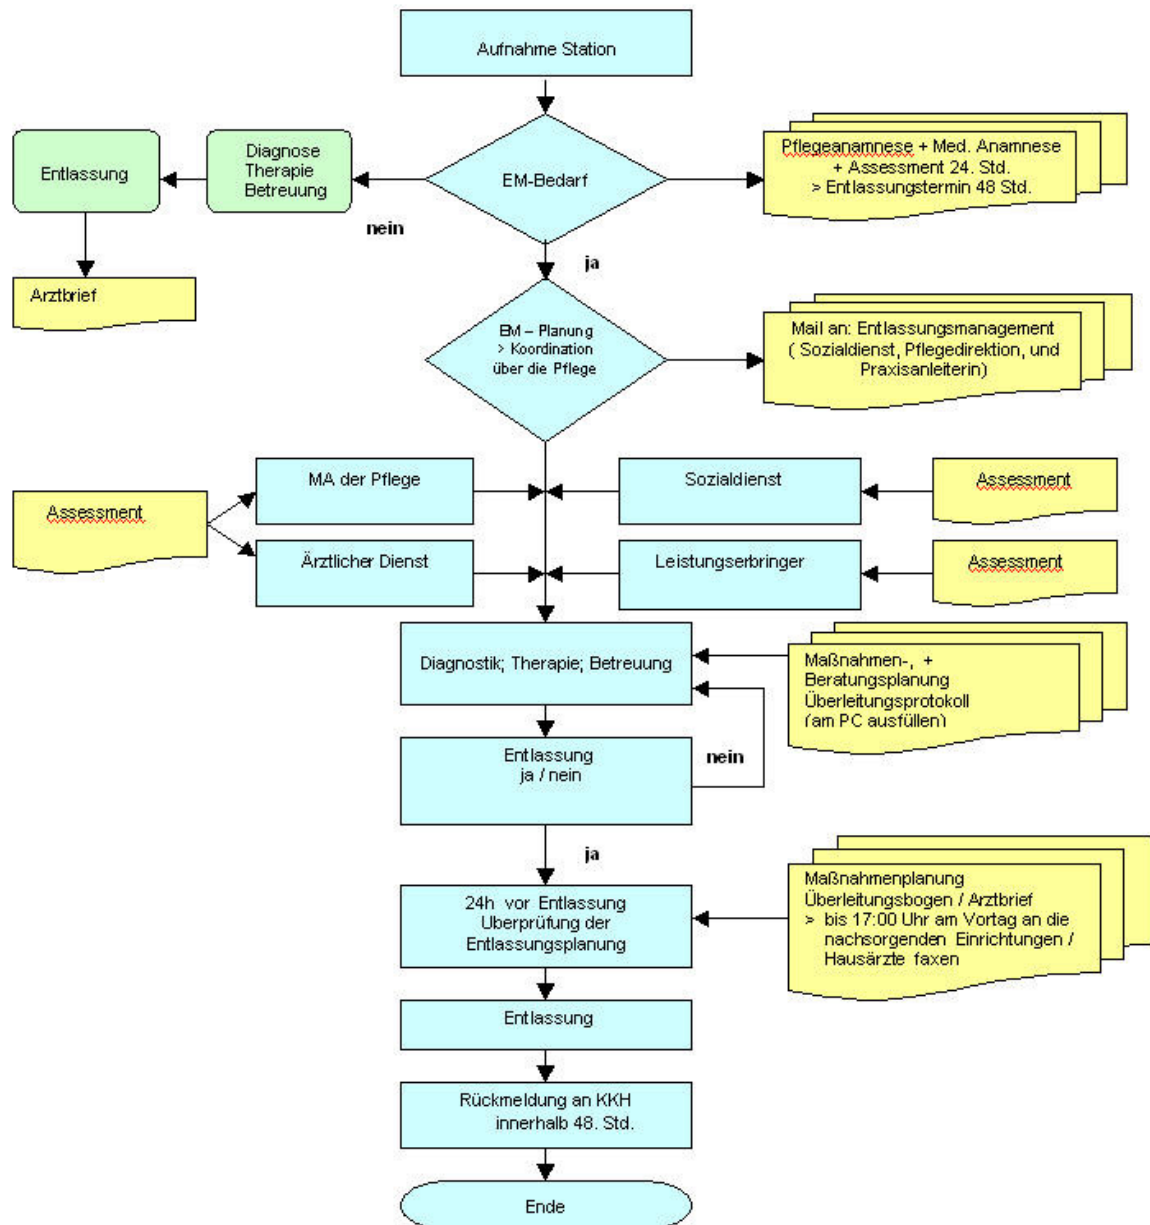 Aufnahme Station
Entlassung
Diagnose
Therapie
Betreuung
EM-Bedarf
Pflegeanamnese + Med. Anamnese
+ Assessment 24. Std.
> Entlassungstermin 48 Std.
nein
ja
Arztbrief
EM – Planung
> Koordination
über die Pflege
Mail an: Entlassungsmanagement
( Sozialdienst, Pflegedirektion, und
Praxisanleiterin)
Assessment
MA der Pflege
Sozialdienst
Assessment
Ärztlicher Dienst
Leistungserbringer
Assessment
Diagnostik; Therapie; Betreuung
Maßnahmen-, +
Beratungsplanung
Überleitungsprotokoll
(am PC ausfüllen)
Entlassung
ja / nein
nein
ja
24h vor Entlassung
Überprüfung der
Entlassungsplanung
Maßnahmenplanung
Überleitungsbogen / Arztbrief
> bis 17:00 Uhr am Vortag an die
nachsorgenden Einrichtungen /
Hausärzte faxen
Entlassung
Rückmeldung an KKH
innerhalb 48. Std.
Ende